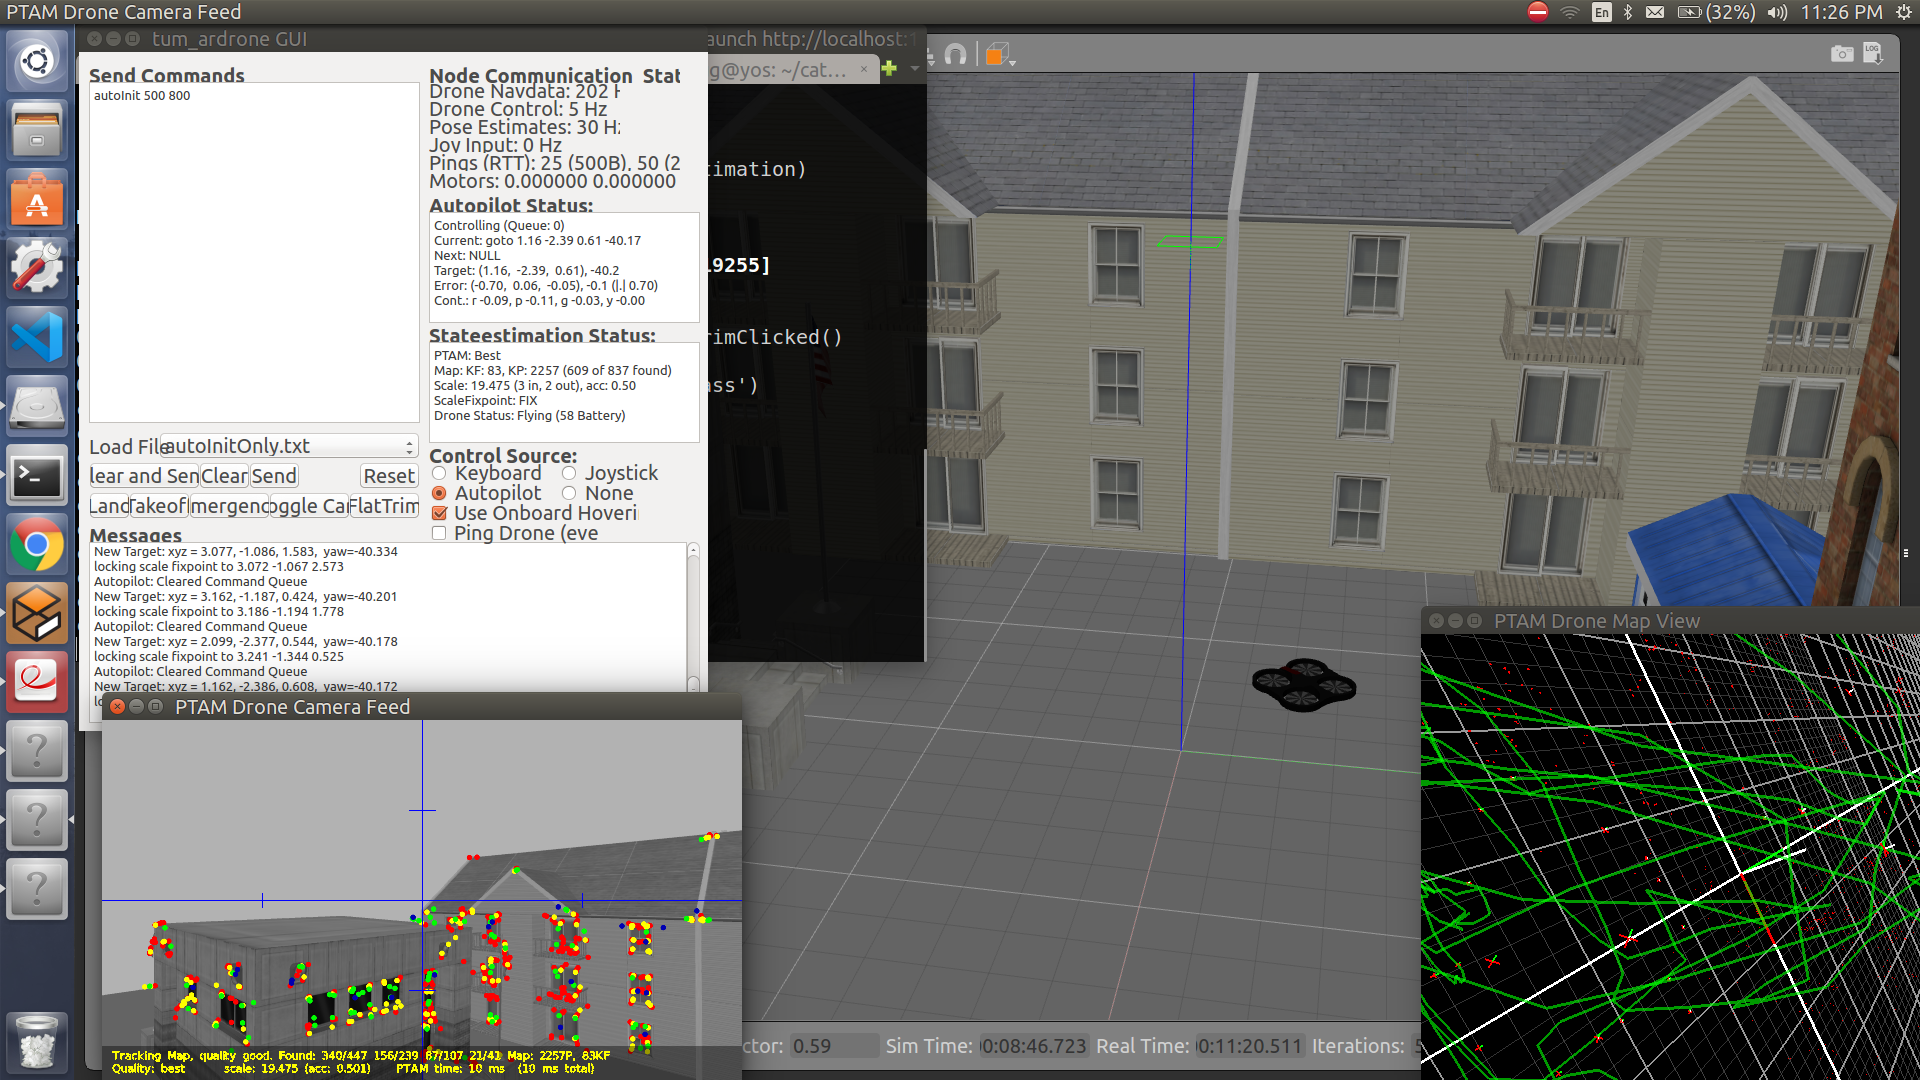 PTAM Drone Camera Feed
En
(32%)
11:26 PM
tum_ardrone GUI
aunch http://localhost:1
LOG
Send Commands
autoInit 500 800
Node Communication Stat
Drone Navdata: 202 H
Drone Control: 5 Hz
Pose Estimates: 30 Hz
Joy Input: 0 Hz
Pings (RTT): 25 (500B), 50 (2
Motors: 0.000000 0.000000
Autopilot Status:
Controlling (Queue: 0)
Current: goto 1.16 -2.39 0.61 -40.17
Next: NULL
Target: (1.16, -2.39, 0.61), -40.2
Error: (-0.70, 0.06, -0.05), -0.1 (|.| 0.70)
Cont.: r -0.09, p -0.11, g -0.03, y -0.00
Stateestimation Status:
PTAM: Best
Map: KF: 83, KP: 2257 (609 of 837 found)
Scale: 19.475 (3 in, 2 out), acc: 0.50
ScaleFixpoint: FIX
Drone Status: Flying (58 Battery)
Load File autoInitOnly.txt
lear and Sen Clear Send Reset
Land Takeof mergenc oggle Car FlatTrim
Control Source:
Keyboard Joystick
Autopilot None
Use Onboard Hoveri
Ping Drone (eve
Messages
New Target: xyz = 3.077, -1.086, 1.583, yaw=-40.334
locking scale fixpoint to 3.072 -1.067 2.573
Autopilot: Cleared Command Queue
New Target: xyz = 3.162, -1.187, 0.424, yaw=-40.201
locking scale fixpoint to 3.186 -1.194 1.778
Autopilot: Cleared Command Queue
New Target: xyz = 2.099, -2.377, 0.544, yaw=-40.178
locking scale fixpoint to 3.241 -1.344 0.525
Autopilot: Cleared Command Queue
New Target: xyz = 1.162, -2.386, 0.608, yaw=-40.172
g@yos: ~/cat...
timation)
19255]
rimClicked()
ass')
PTAM Drone Camera Feed
Tracking Map, quality good. Found: 340/447 156/239 87/107 21/41 Map: 2257P, 83KF
Quality: best scale: 19.475 (acc: 0.501) PTAM time: 10 ms (10 ms total)
PTAM Drone Map View
ctor: 0.59 Sim Time: 0:08:46.723 Real Time: 0:11:20.511 Iterations: 5